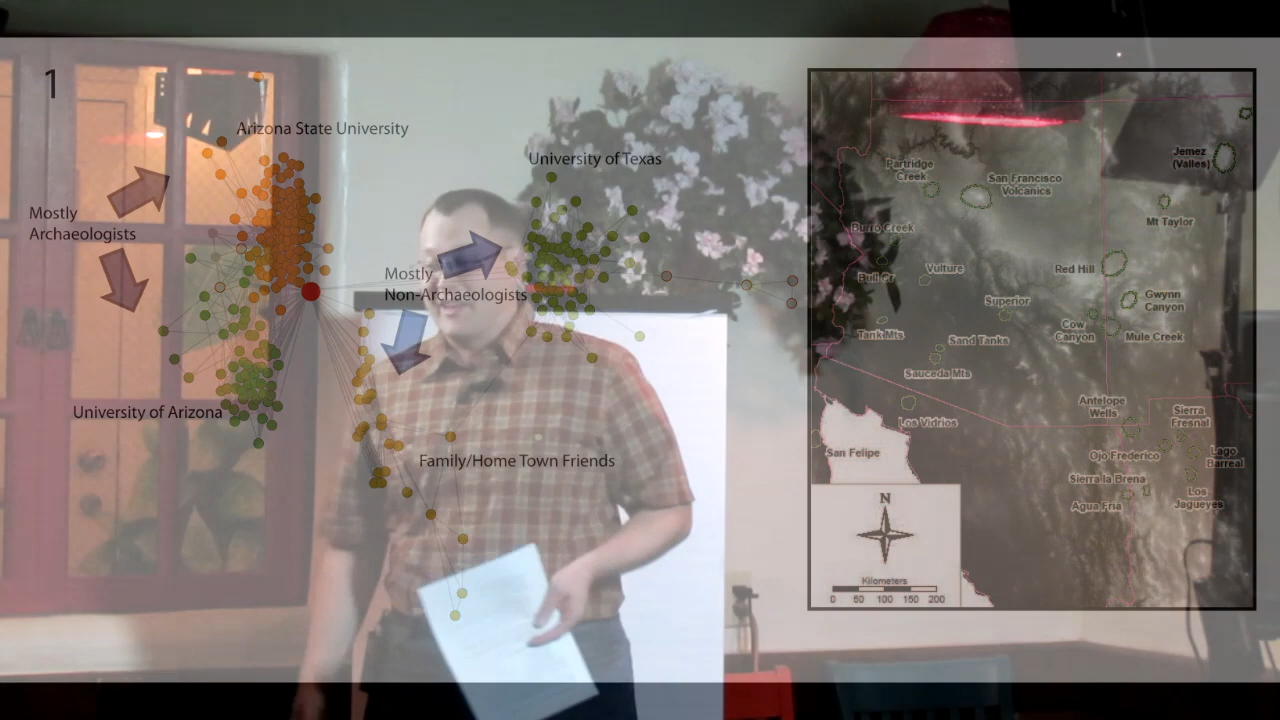 1
Arizona State University
University of Texas
Mostly
Archaeologists
Mostly
Non-Archaeologists
University of Arizona
Family/Home Town Friends
Jemez
(Valles)
Partridge
Creek
San Francisco
Volcanics
Mt Taylor
Burro Creek
Bull Cr
Vulture
Red Hill
Superior
Gwynn
Canyon
Tank Mts
Sand Tanks
Cow
Canyon
Mule Creek
Sauceda Mts
Antelope
Wells
Los Vidrios
Sierra
Fresnal
San Felipe
Ojo Frederico
Lago
Barreal
Sierra la Brena
Agua Fria
Los
Jagueyes
N
Kilometers
0 50 100 150 200